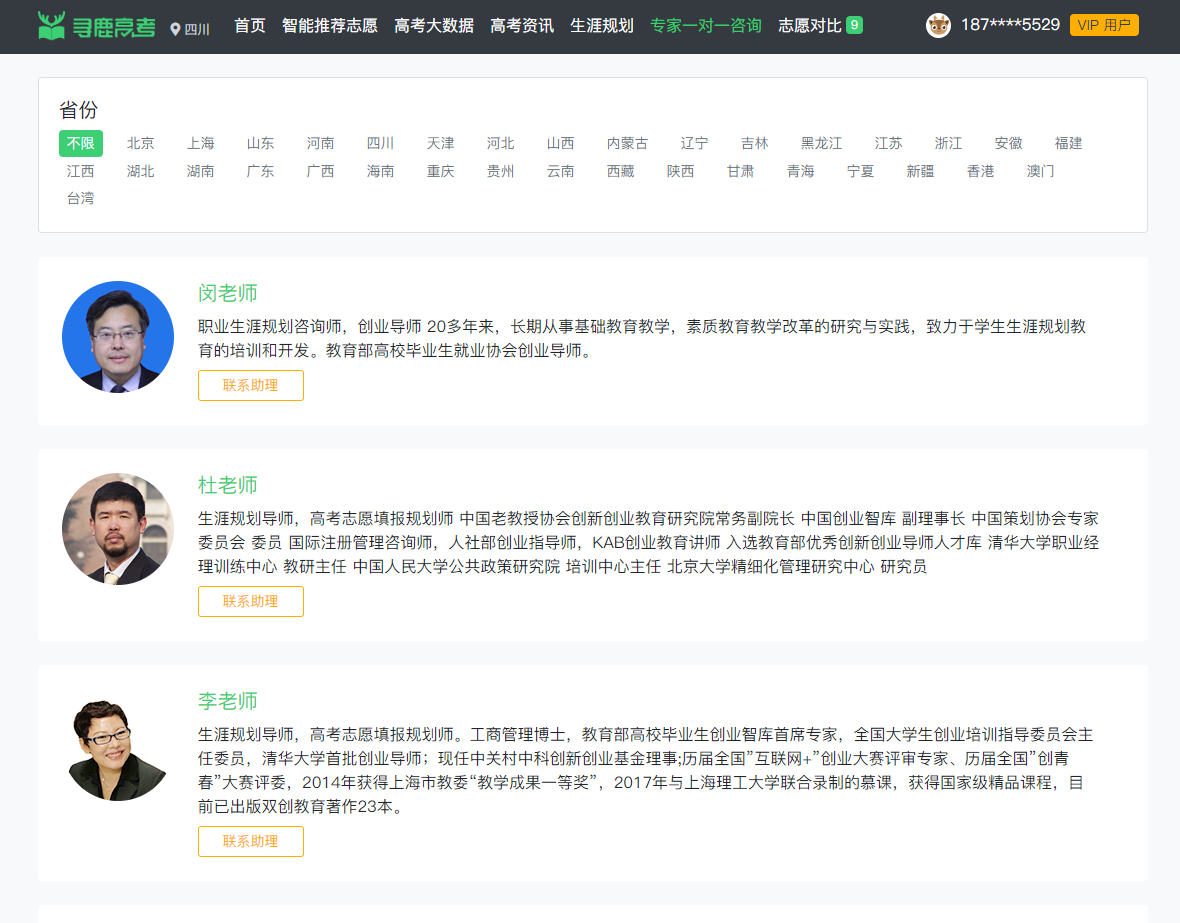 寻鹿高考 四川 首页 智能推荐志愿 高考大数据 高考资讯 生涯规划 专家一对一咨询 志愿对比 9 187****5529 VIP 用户
省份
不限 北京 上海 山东 河南 四川 天津 河北 山西 内蒙古 辽宁 吉林 黑龙江 江苏 浙江 安徽 福建
江西 湖北 湖南 广东 广西 海南 重庆 贵州 云南 西藏 陕西 甘肃 青海 宁夏 新疆 香港 澳门
台湾
闵老师
职业生涯规划咨询师，创业导师 20多年来，长期从事基础教育教学，素质教育教学改革的研究与实践，致力于学生生涯规划教
育的培训和开发。教育部高校毕业生就业协会创业导师。
联系助理
杜老师
生涯规划导师，高考志愿填报规划师 中国老教授协会创新创业教育研究院常务副院长 中国创业智库 副理事长 中国策划协会专家
委员会 委员 国际注册管理咨询师，人社部创业指导师，KAB创业教育讲师 入选教育部优秀创新创业导师人才库 清华大学职业经
理训练中心 教研主任 中国人民大学公共政策研究院 培训中心主任 北京大学精细化管理研究中心 研究员
联系助理
李老师
生涯规划导师，高考志愿填报规划师。工商管理博士，教育部高校毕业生创业智库首席专家，全国大学生创业培训指导委员会主
任委员，清华大学首批创业导师；现任中关村中科创新创业基金理事;历届全国”互联网+”创业大赛评审专家、历届全国”创青
春”大赛评委，2014年获得上海市教委“教学成果一等奖”，2017年与上海理工大学联合录制的慕课，获得国家级精品课程，目
前已出版双创教育著作23本。
联系助理